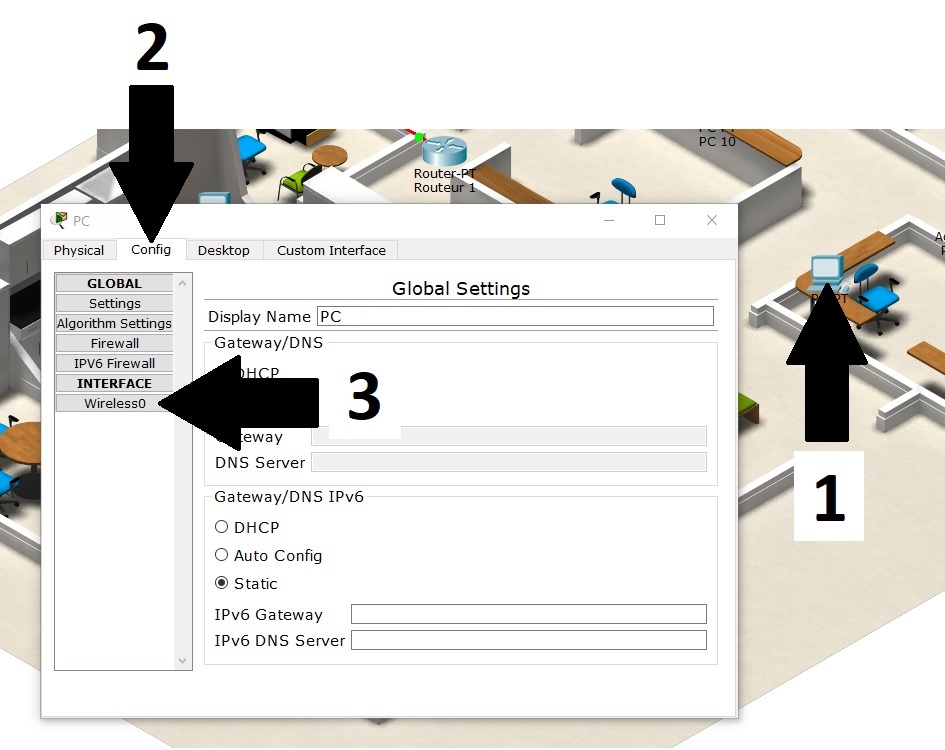 2
PC 10
Router-PT
Routeur 1
PC
Physical
Config
Desktop
Custom Interface
GLOBAL
Settings
Algorithm Settings
Firewall
IPV6 Firewall
INTERFACE
Wireless0
Global Settings
Display Name PC
Gateway/DNS
DHCP
3
Gateway
DNS Server
Gateway/DNS IPv6
DHCP
Auto Config
Static
IPv6 Gateway
IPv6 DNS Server
1